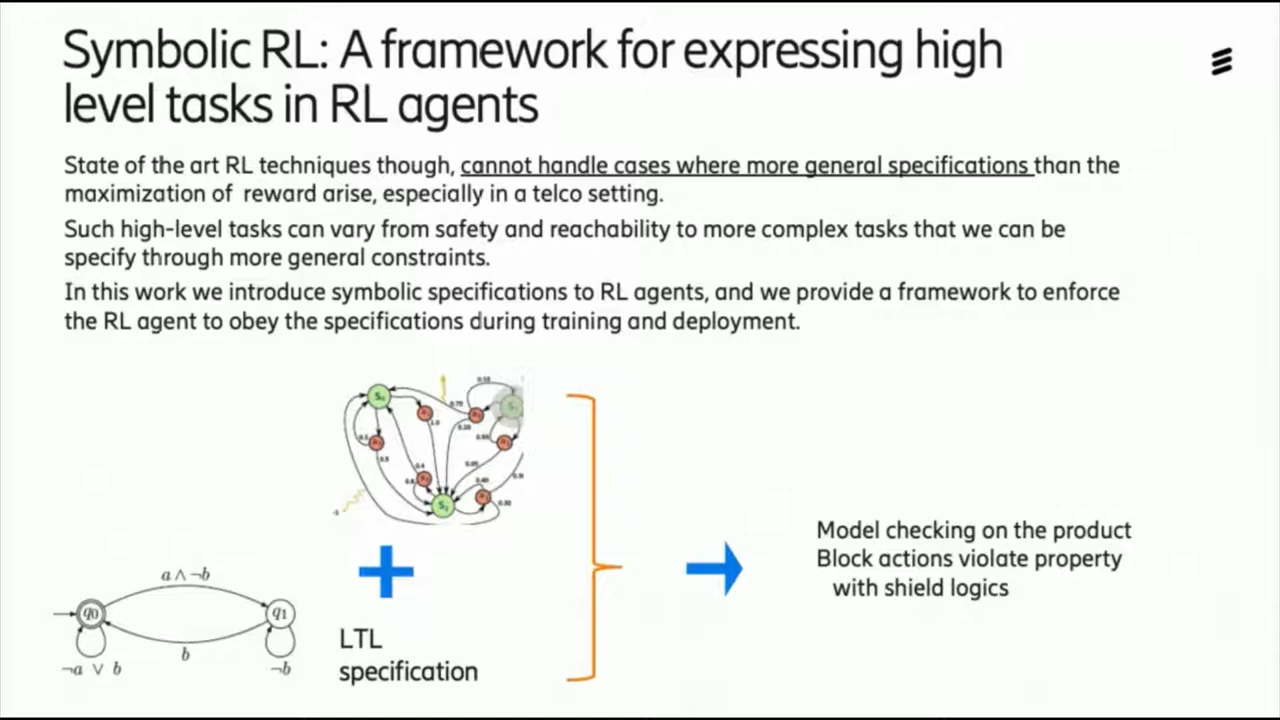 Symbolic RL: A framework for expressing high
level tasks in RL agents
State of the art RL techniques though, cannot handle cases where more general specifications than the
maximization of reward arise, especially in a telco setting.
Such high-level tasks can vary from safety and reachability to more complex tasks that we can be
specify through more general constraints.
In this work we introduce symbolic specifications to RL agents, and we provide a framework to enforce
the RL agent to obey the specifications during training and deployment.
Model checking on the product
Block actions violate property
with shield logics
a ∧ ¬b
q0
q1
b
¬a ∨ b
¬b
LTL
specification